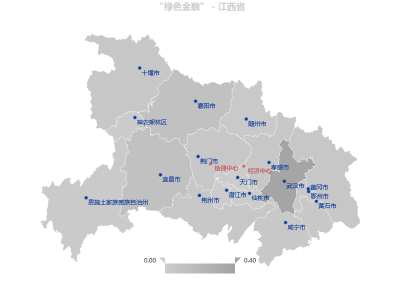 “绿色金融” - 江西省
十堰市
襄阳市
神农架林区
随州市
荆门市
地理中心
经济中心
孝感市
宜昌市
天门市
武汉市
黄冈市
鄂州市
恩施土家族苗族自治州
荆州市
潜江市
仙桃市
黄石市
咸宁市
0.00
0.40